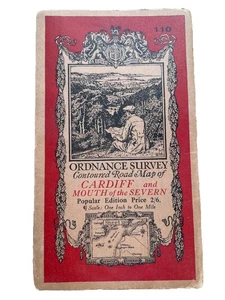 110
ORDNANCE SURVEY
Contoured Road Map of
CARDIFF and
MOUTH OF THE SEVERN
Popular Edition Price 2/6.
Scale: One Inch to One Mile